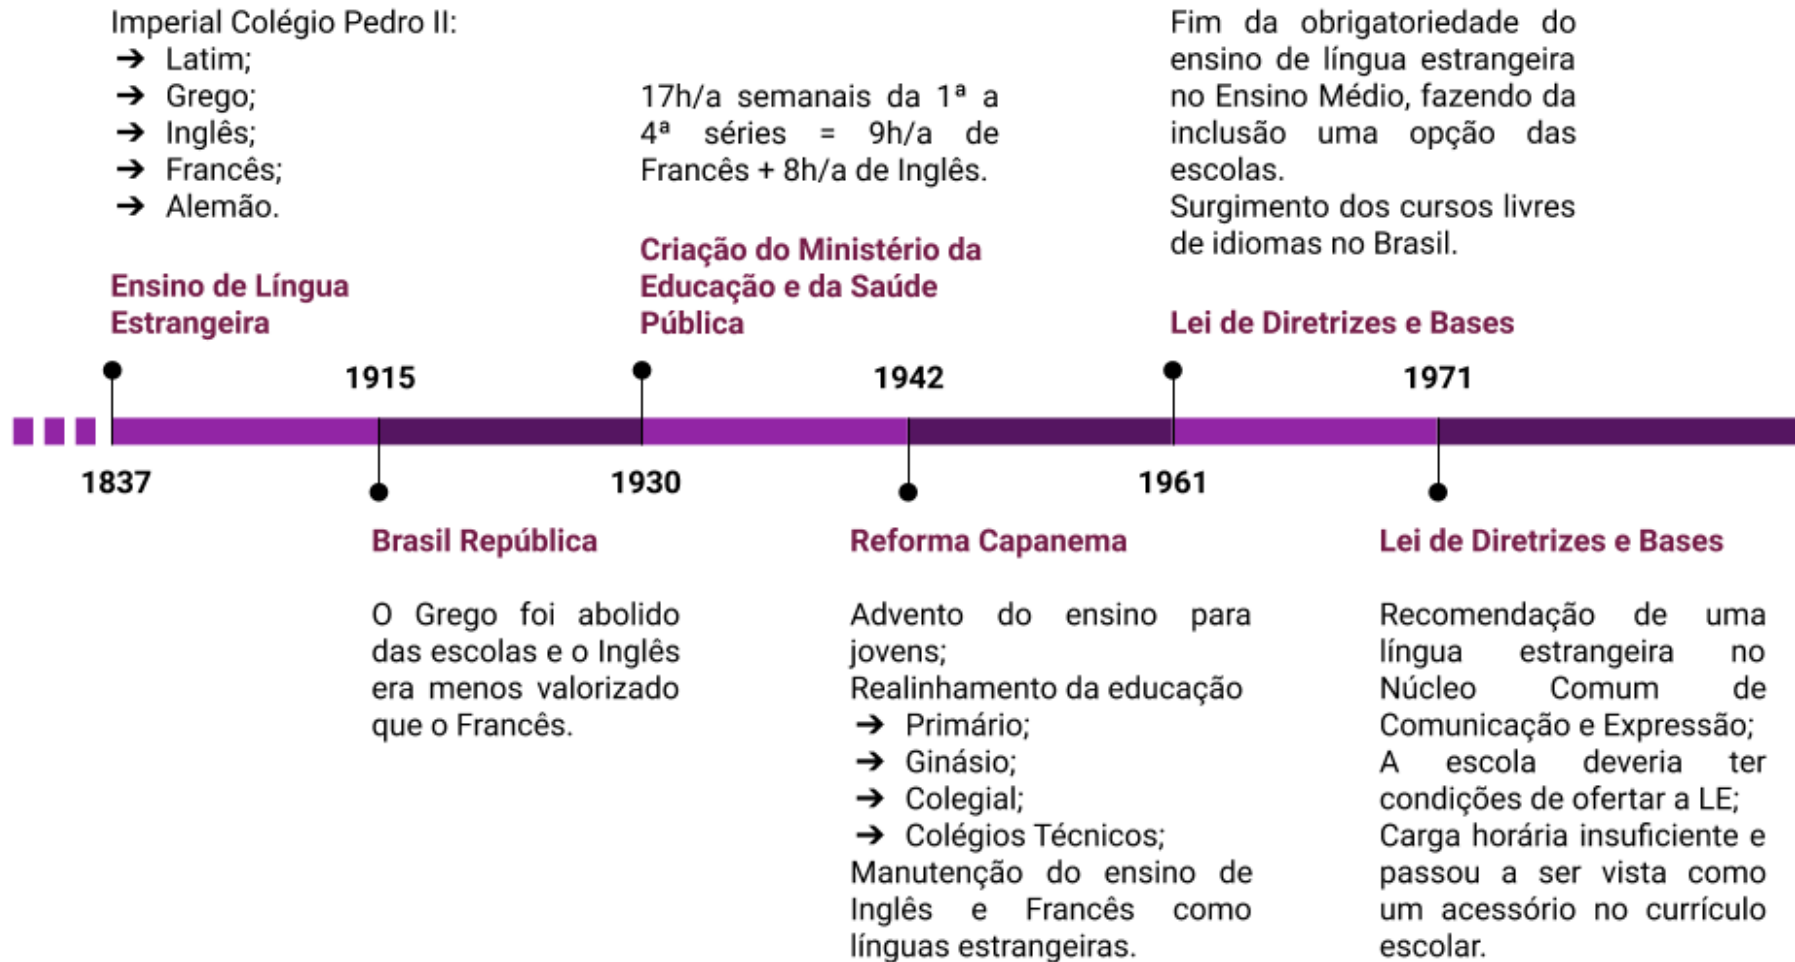 Imperial Colégio Pedro II:
➔ Latim;
➔ Grego;
➔ Inglês;
➔ Francês;
➔ Alemão.
Ensino de Língua
Estrangeira
1837
1915
Brasil República
O Grego foi abolido
das escolas e o Inglês
era menos valorizado
que o Francês.
17h/a semanais da 1ª a
4ª séries = 9h/a de
Francês + 8h/a de Inglês.
Criação do Ministério da
Educação e da Saúde
Pública
1930
1942
Reforma Capanema
Advento do ensino para
jovens;
Realinhamento da educação
➔ Primário;
➔ Ginásio;
➔ Colegial;
➔ Colégios Técnicos;
Manutenção do ensino de
Inglês e Francês como
línguas estrangeiras.
Fim da obrigatoriedade do
ensino de língua estrangeira
no Ensino Médio, fazendo da
inclusão uma opção das
escolas.
Surgimento dos cursos livres
de idiomas no Brasil.
Lei de Diretrizes e Bases
1961
1971
Lei de Diretrizes e Bases
Recomendação de uma
língua estrangeira no
Núcleo Comum de
Comunicação e Expressão;
A escola deveria ter
condições de ofertar a LE;
Carga horária insuficiente e
passou a ser vista como
um acessório no currículo
escolar.